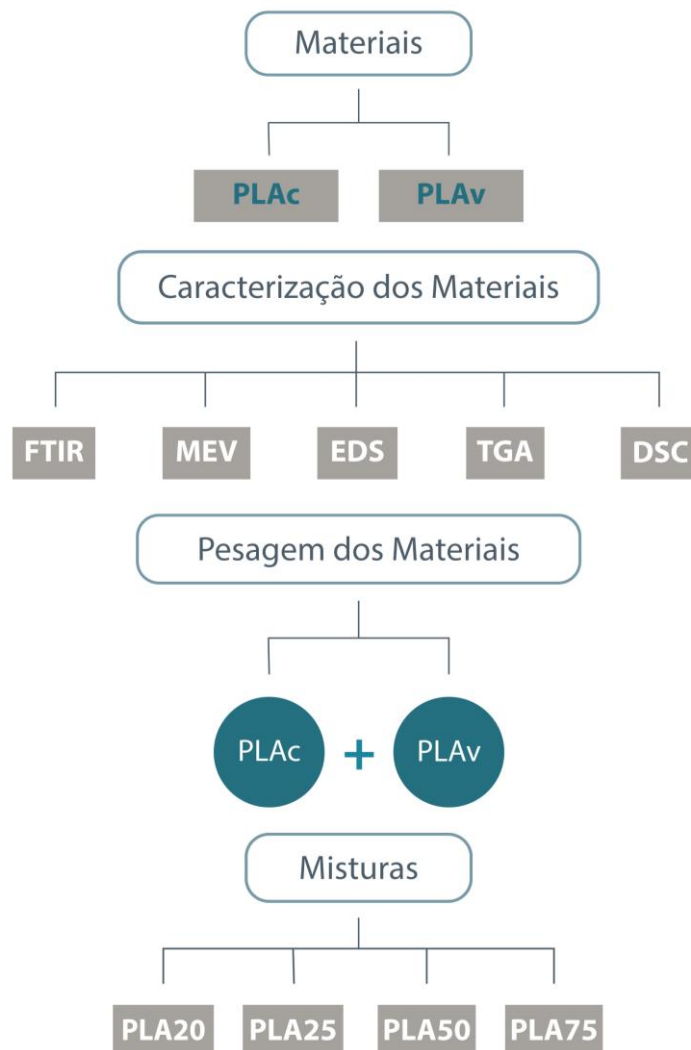 Materiais
PLAc PLAv
Caracterização dos Materiais
FTIR MEV EDS TGA DSC
Pesagem dos Materiais
PLAc + PLAv
Misturas
PLA20 PLA25 PLA50 PLA75